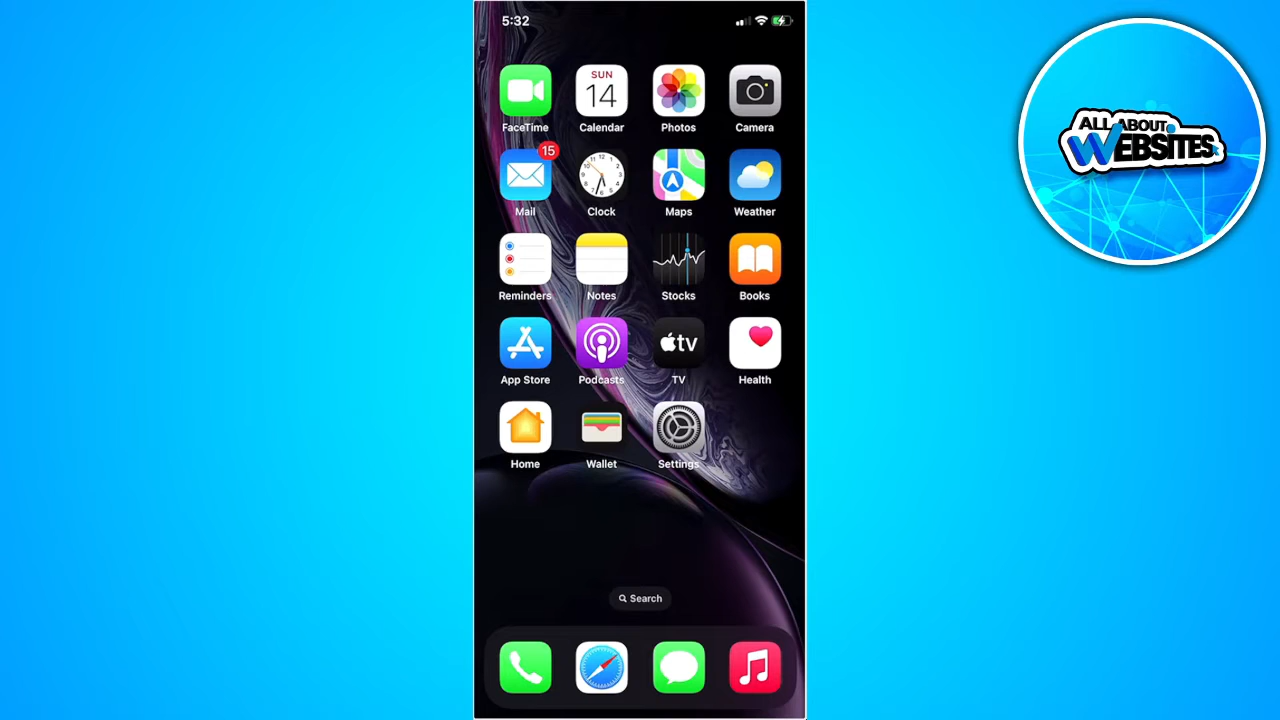 5:32
ALL ABOUT
WEBSITES
SUN
14
FaceTime Calendar Photos Camera
15
Mail Clock Maps Weather
Reminders Notes Stocks Books
tv
App Store Podcasts TV Health
Home Wallet Settings
Search